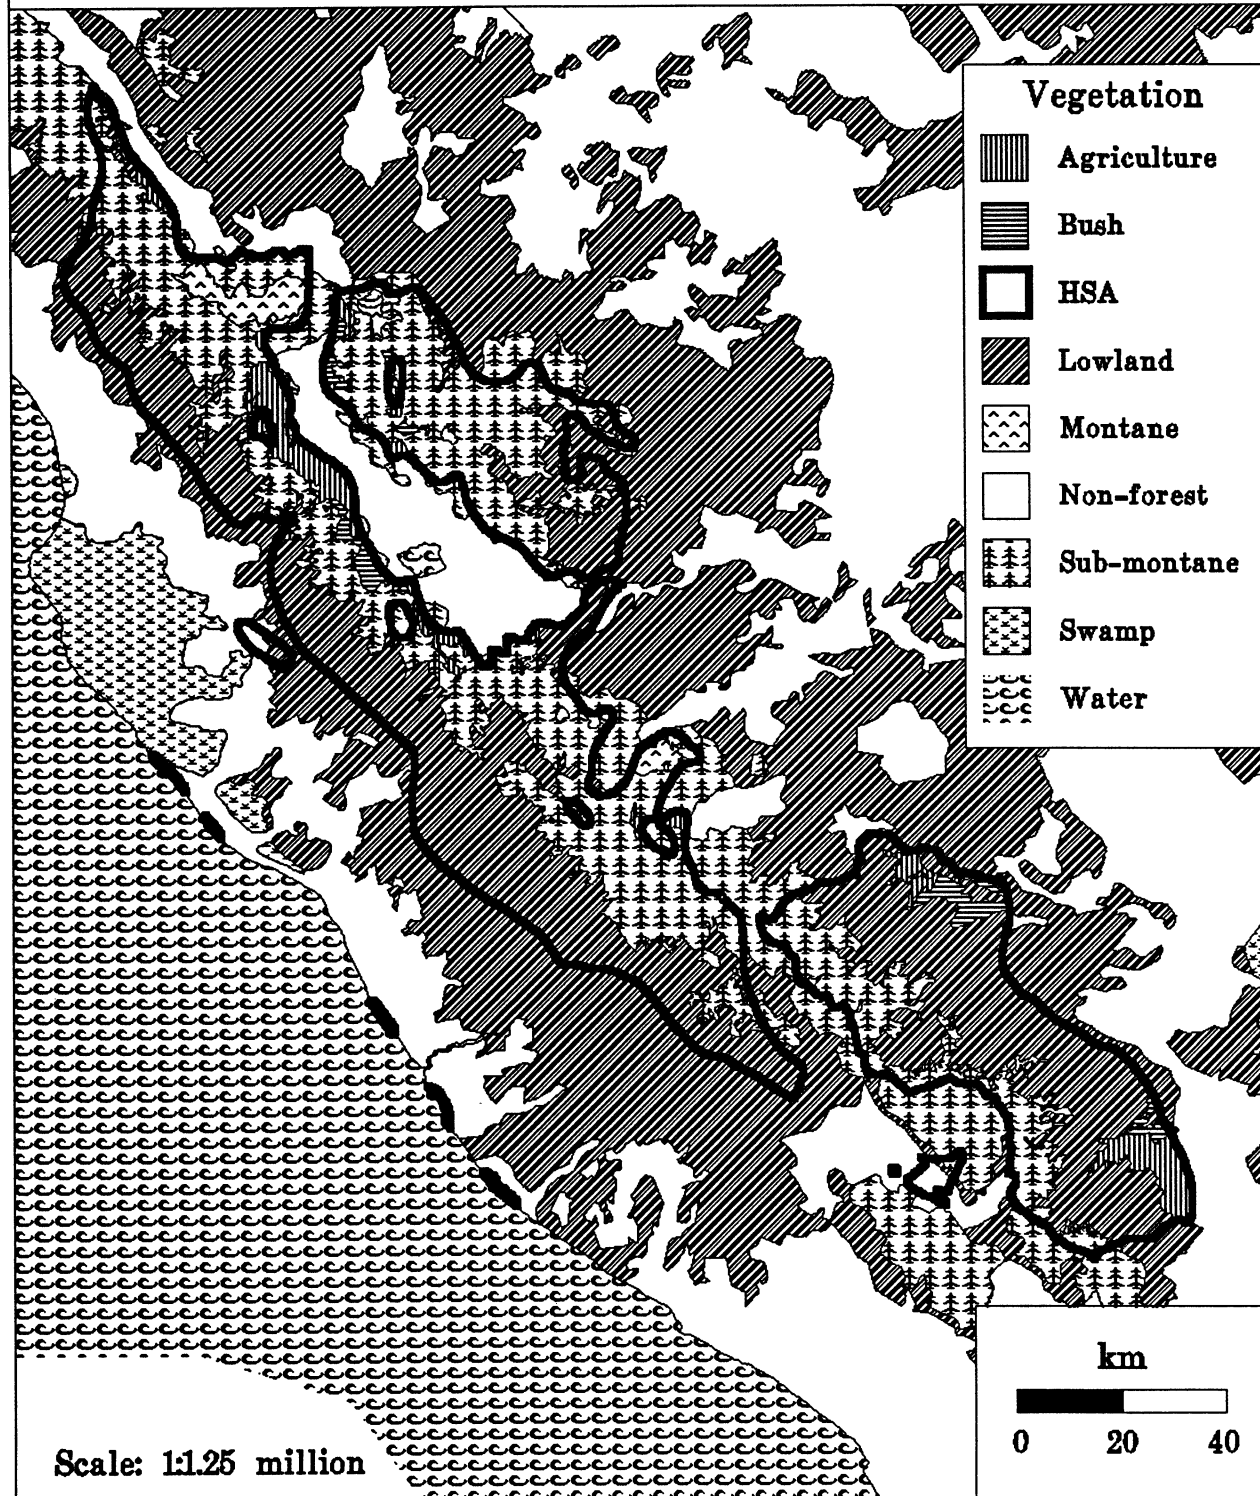 Vegetation
Agriculture
Bush
HSA
Lowland
Montane
Non-forest
Sub-montane
Swamp
Water
km
0 20 40
Scale: 1:1.25 million